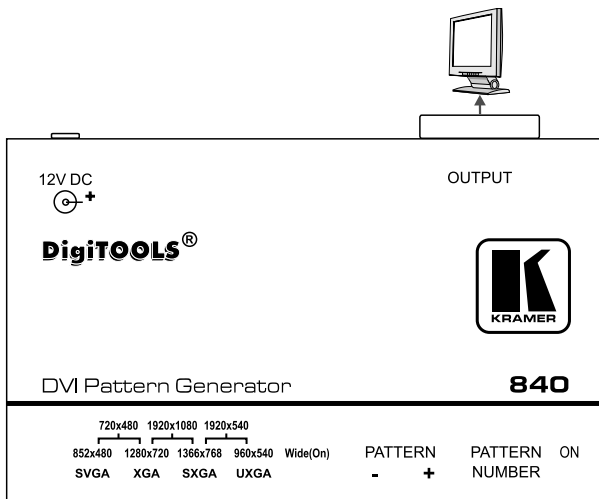 12V DC
OUTPUT
+
DigiTOOLS®
K
KRAMER
DVI Pattern Generator
840
720x480 1920x1080 1920x540
852x480 1280x720 1366x768 960x540 Wide(On)
SVGA XGA SXGA UXGA
PATTERN
- +
PATTERN NUMBER
ON